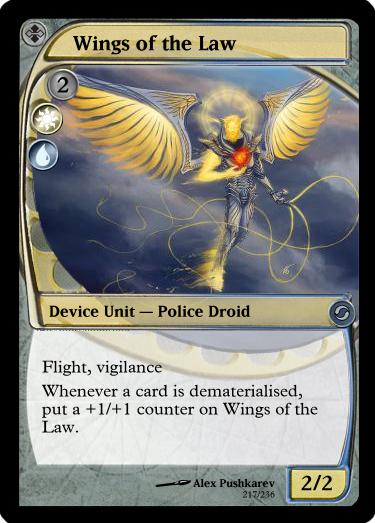 Wings of the Law
2
Device Unit — Police Droid
Flight, vigilance
Whenever a card is dematerialised,
put a +1/+1 counter on Wings of the
Law.
Alex Pushkarev
217/236
2/2